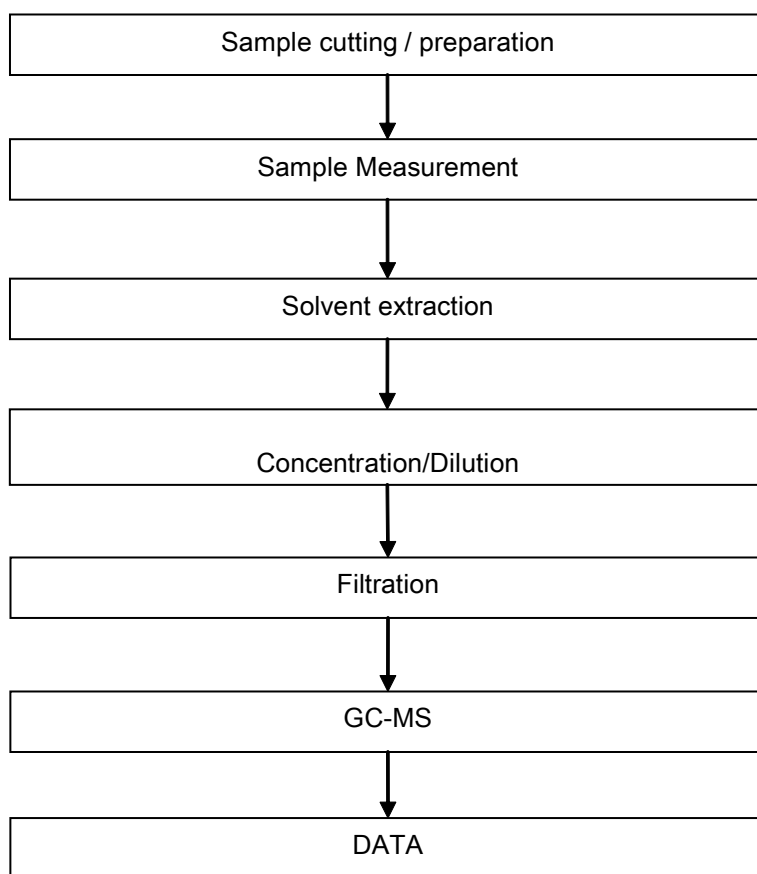 Sample cutting / preparation
Sample Measurement
Solvent extraction
Concentration/Dilution
Filtration
GC-MS
DATA